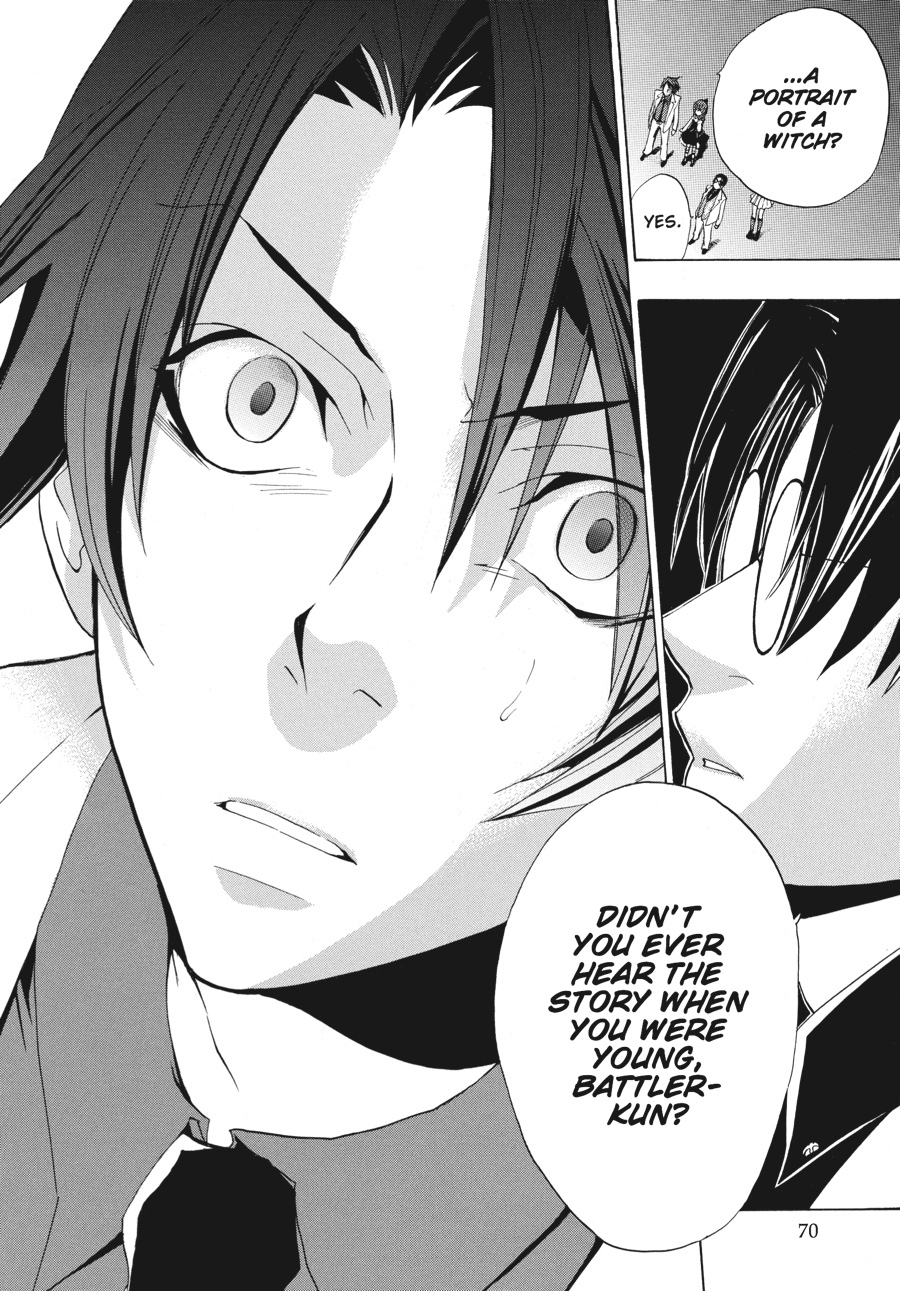 ...A
PORTRAIT
OF A
WITCH?
YES.
DIDN'T
YOU EVER
HEAR THE
STORY WHEN
YOU WERE
YOUNG,
BATTLER-
KUN?
70